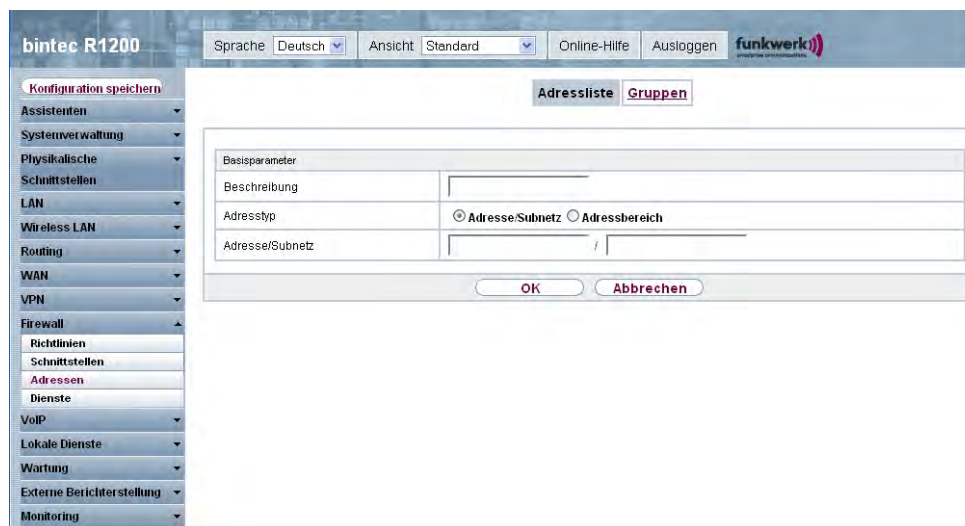 bintec R1200
Sprache Deutsch Ansicht Standard Online-Hilfe Ausloggen funkwerk
Konfiguration speichern
Assistenten
Systemverwaltung
Physikalische
Schnittstellen
LAN
Wireless LAN
Routing
WAN
VPN
Firewall
Richtlinien
Schnittstellen
Adressen
Dienste
VoIP
Lokale Dienste
Wartung
Externe Berichterstellung
Monitoring
Adressliste Gruppen
Basisparameter
Beschreibung
Adresstyp Adresse/Subnetz Adressbereich
Adresse/Subnetz /
OK Abbrechen